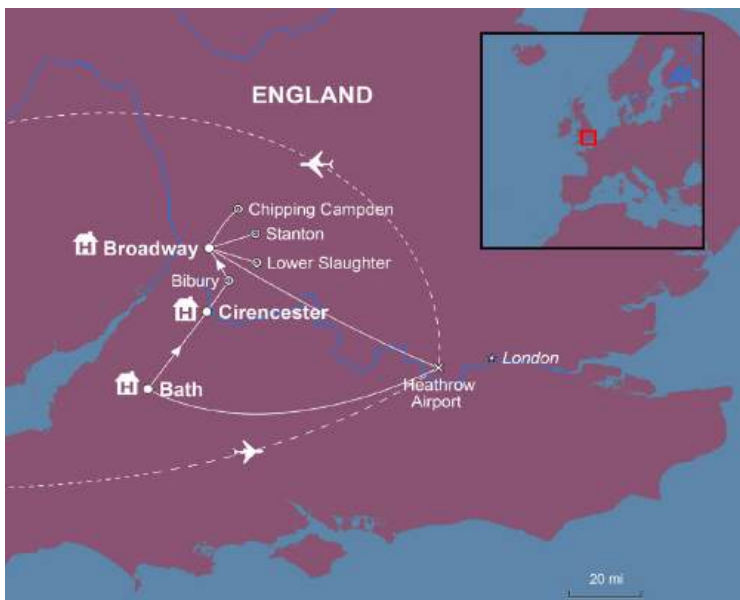 ENGLAND
Chipping Campden
Stanton
H Broadway
Lower Slaughter
Bibury
H Cirencester
London
Heathrow
Airport
H Bath
20 mi